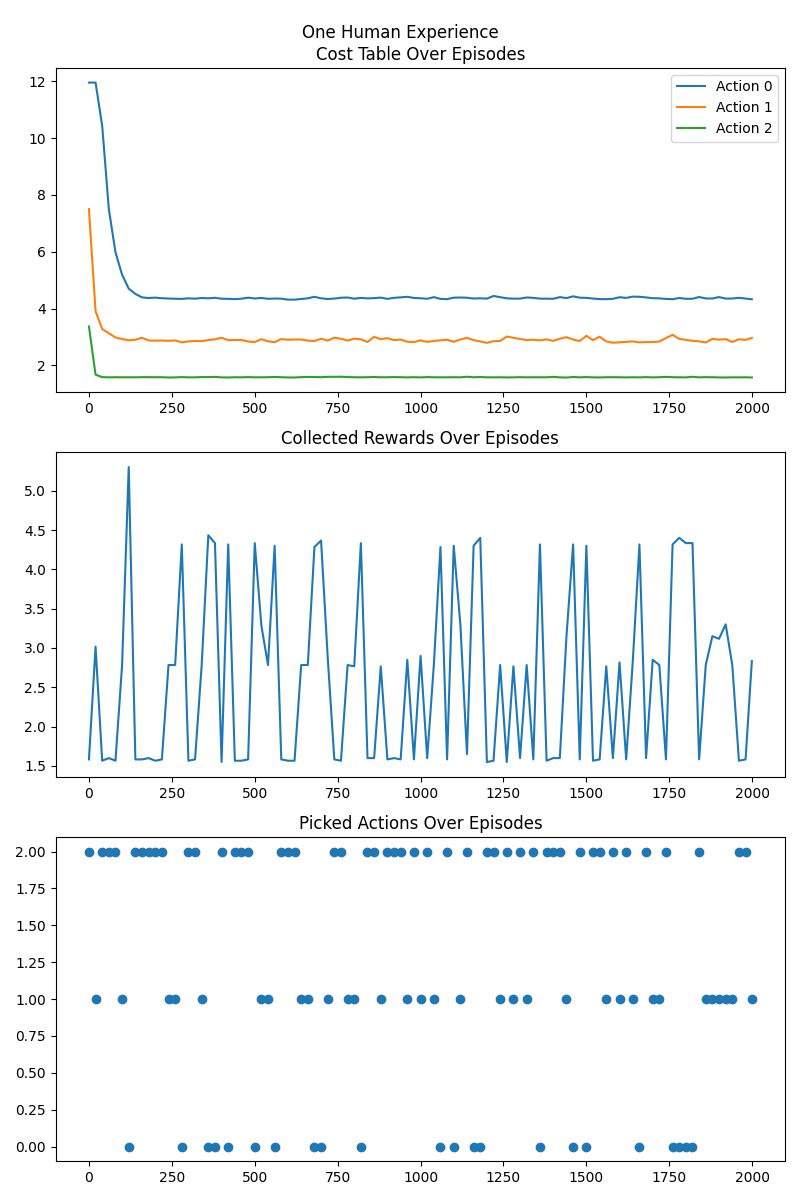 One Human Experience
Cost Table Over Episodes
12
10
8
6
4
2
Action 0
Action 1
Action 2
0 250 500 750 1000 1250 1500 1750 2000
Collected Rewards Over Episodes
5.0
4.5
4.0
3.5
3.0
2.5
2.0
1.5
0 250 500 750 1000 1250 1500 1750 2000
Picked Actions Over Episodes
2.00
1.75
1.50
1.25
1.00
0.75
0.50
0.25
0.00
0 250 500 750 1000 1250 1500 1750 2000